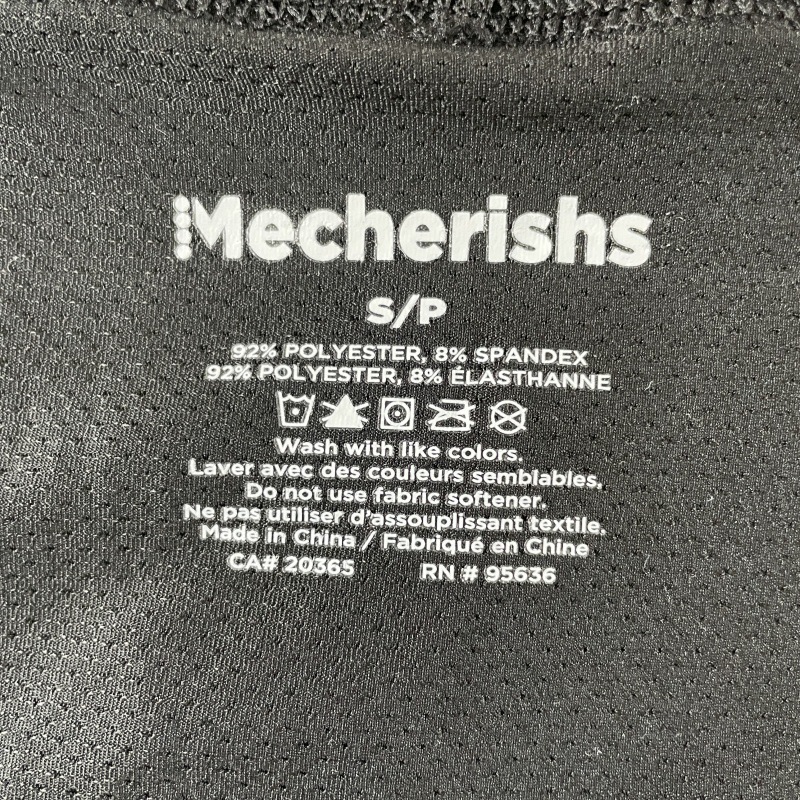 Mecherishs
S/P
92% POLYESTER, 8% SPANDEX
92% POLYESTER, 8% ÉLASTHANNE
Wash with like colors.
Laver avec des couleurs semblables.
Do not use fabric softener.
Ne pas utiliser d'assouplissant textile.
Made in China / Fabriqué en Chine
CA# 20365 RN # 95636